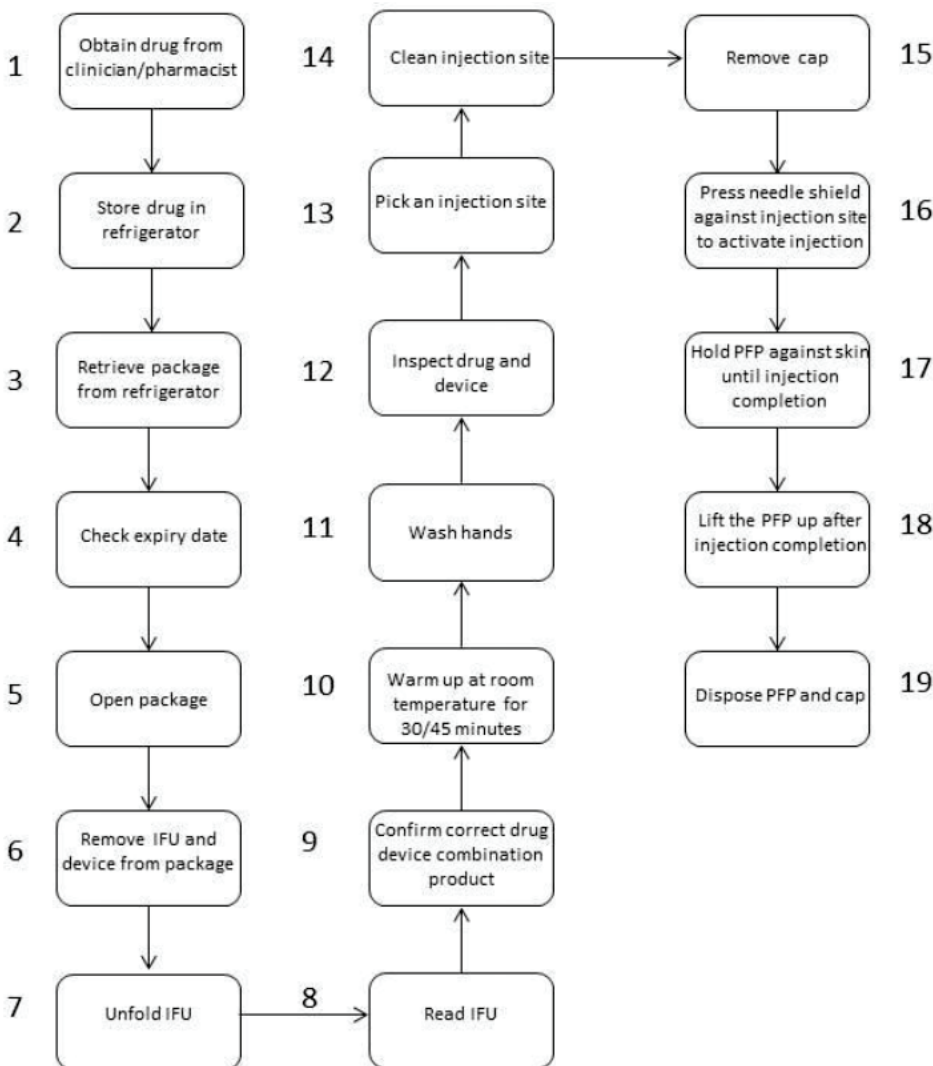 1
Obtain drug from
clinician/pharmacist
2
Store drug in
refrigerator
3
Retrieve package
from refrigerator
4
Check expiry date
5
Open package
6
Remove IFU and
device from package
7
Unfold IFU
8
Read IFU
9
Confirm correct drug
device combination
product
10
Warm up at room
temperature for
30/45 minutes
11
Wash hands
12
Inspect drug and
device
13
Pick an injection site
14
Clean injection site
15
Remove cap
16
Press needle shield
against injection site
to activate injection
17
Hold PFP against skin
until injection
completion
18
Lift the PFP up after
injection completion
19
Dispose PFP and cap